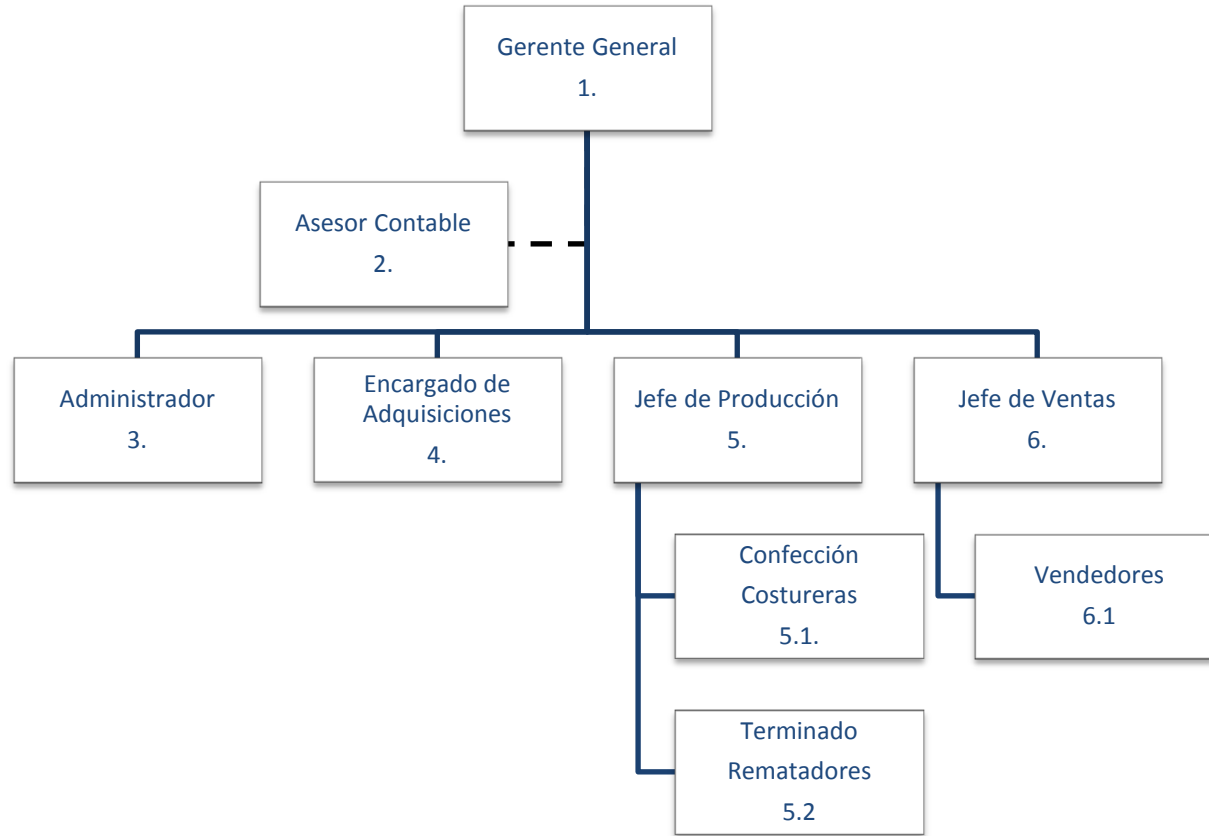 Gerente General
1.
Asesor Contable
2.
Administrador
3.
Encargado de
Adquisiciones
4.
Jefe de Producción
5.
Jefe de Ventas
6.
Confección
Costureras
5.1.
Vendedores
6.1
Terminado
Rematadores
5.2